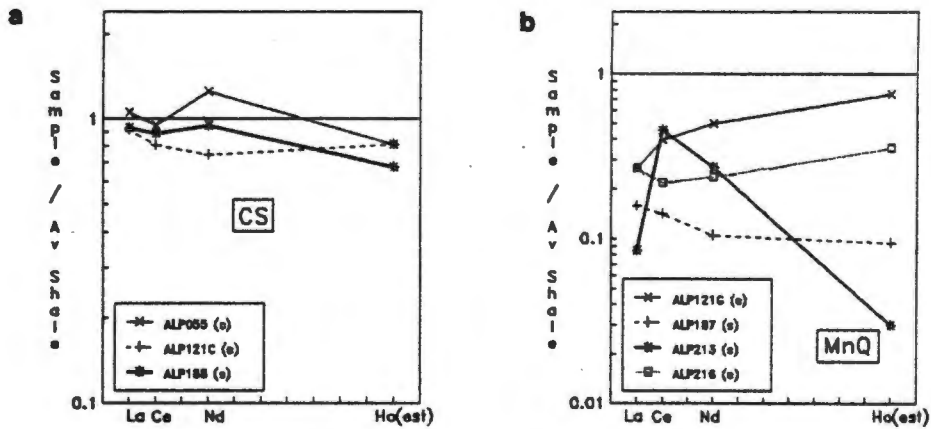 a
Sample / Av Shale
1
0.1
CS
ALP055 (s)
ALP121C (s)
ALP188 (s)
La Ce Nd Ho(est)
b
Sample / Av Shale
1
0.1
0.01
ALP121G (s)
ALP187 (s)
ALP213 (s)
ALP216 (s)
MnQ
La Ce Nd Ho(est)